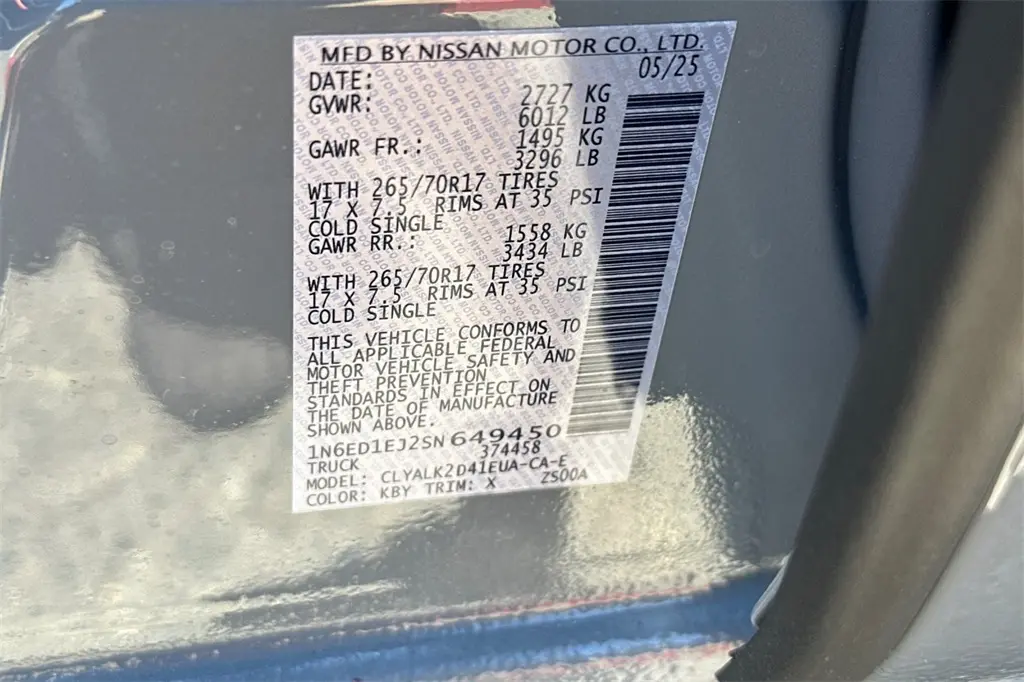 MFD BY NISSAN MOTOR CO., LTD.
DATE: 05/25
GVWR: 2727 KG
6012 LB
GAWR FR.: 1495 KG
3296 LB
WITH 265/70R17 TIRES
17 X 7.5 RIMS AT 35 PSI
COLD SINGLE
GAWR RR.: 1558 KG
3434 LB
WITH 265/70R17 TIRES
17 X 7.5 RIMS AT 35 PSI
COLD SINGLE
THIS VEHICLE CONFORMS TO
ALL APPLICABLE FEDERAL
MOTOR VEHICLE SAFETY AND
THEFT PREVENTION
STANDARDS IN EFFECT ON
THE DATE OF MANUFACTURE
SHOWN ABOVE.
1N6ED1EJ2SN649450
TRUCK 374458
MODEL: CLYALK2D41EUA-CA-E
COLOR: KBY TRIM: X ZS00A